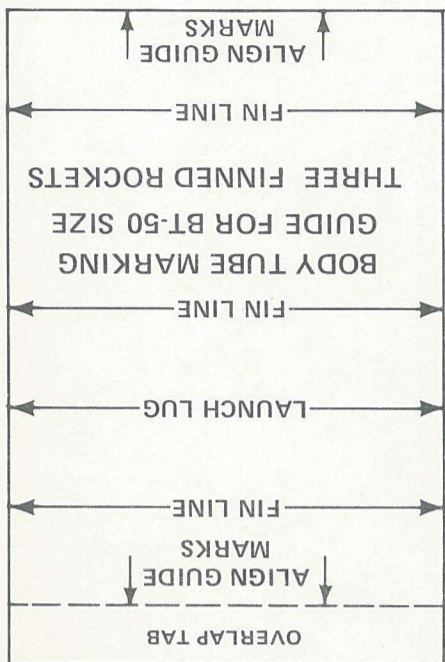 OVERLAP TAB
ALIGN GUIDE
MARKS
FIN LINE
LAUNCH LUG
FIN LINE
BODY TUBE MARKING
GUIDE FOR BT-50 SIZE
THREE FINNED ROCKETS
FIN LINE
ALIGN GUIDE
MARKS